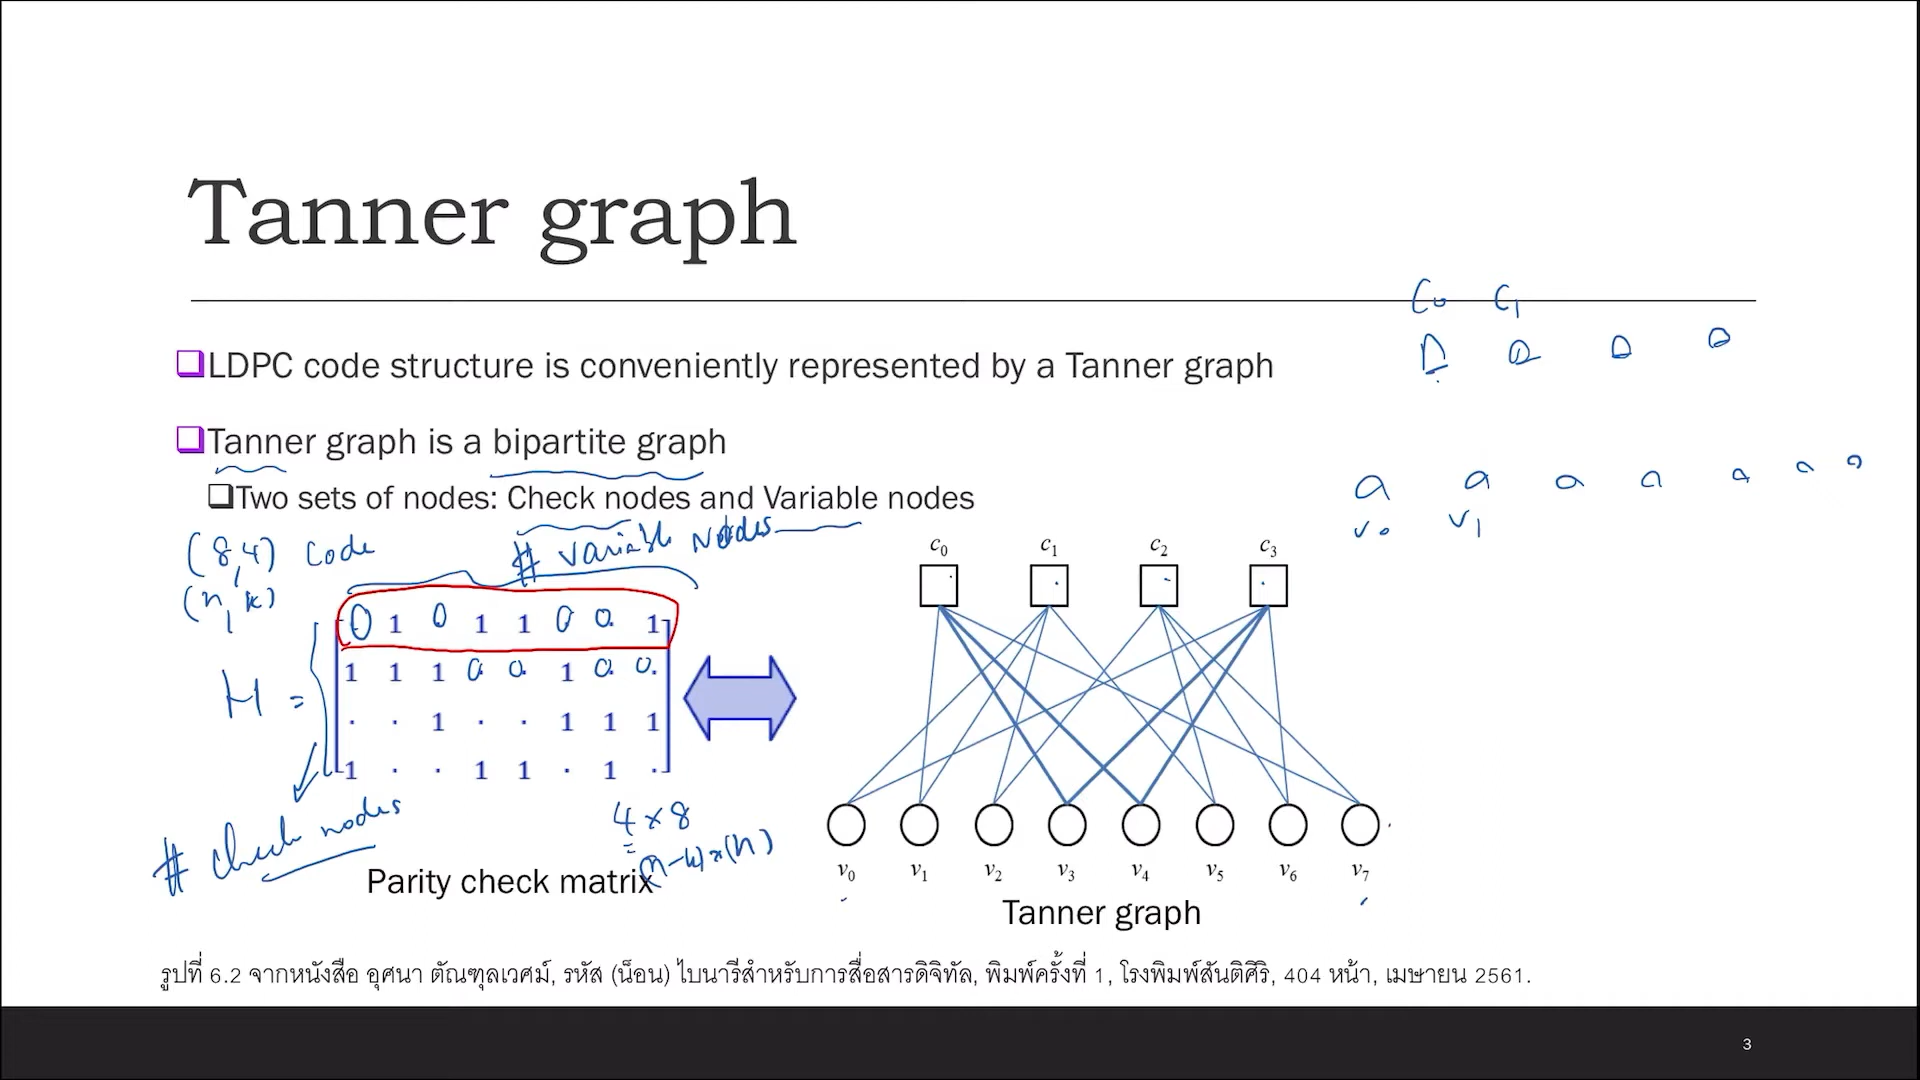 Tanner graph
C0 C1
LDPC code structure is conveniently represented by a Tanner graph
Tanner graph is a bipartite graph
Two sets of nodes: Check nodes and Variable nodes
v0 v1
(8,4) Code
# Variable Nodes
(n, k)
c0 c1 c2 c3
H =
0 1 0 1 1 0 0 1
1 1 1 0 0 1 0 0
. . 1 . . 1 1 1
1 . . 1 1 . 1 .
# check nodes
4 x 8
(n-k) x (n)
v0 v1 v2 v3 v4 v5 v6 v7
Parity check matrix
Tanner graph
รูปที่ 6.2 จากหนังสือ อุศนา ตัณฑุลเวศม์, รหัส (น็อน) ไบนารีสำหรับการสื่อสารดิจิทัล, พิมพ์ครั้งที่ 1, โรงพิมพ์สันติศิริ, 404 หน้า, เมษายน 2561.
3